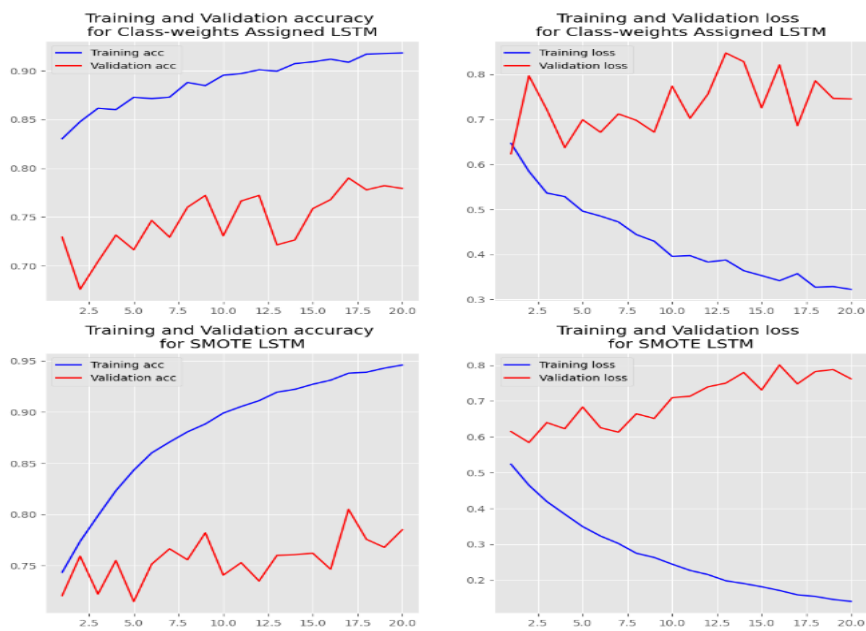 Training and Validation accuracy
for Class-weights Assigned LSTM
Training acc
Validation acc
0.90
0.85
0.80
0.75
0.70
2.5 5.0 7.5 10.0 12.5 15.0 17.5 20.0
Training and Validation loss
for Class-weights Assigned LSTM
Training loss
Validation loss
0.8
0.7
0.6
0.5
0.4
0.3
2.5 5.0 7.5 10.0 12.5 15.0 17.5 20.0
Training and Validation accuracy
for SMOTE LSTM
0.95
Training acc
Validation acc
0.90
0.85
0.80
0.75
2.5 5.0 7.5 10.0 12.5 15.0 17.5 20.0
Training and Validation loss
for SMOTE LSTM
Training loss
Validation loss
0.8
0.7
0.6
0.5
0.4
0.3
0.2
2.5 5.0 7.5 10.0 12.5 15.0 17.5 20.0